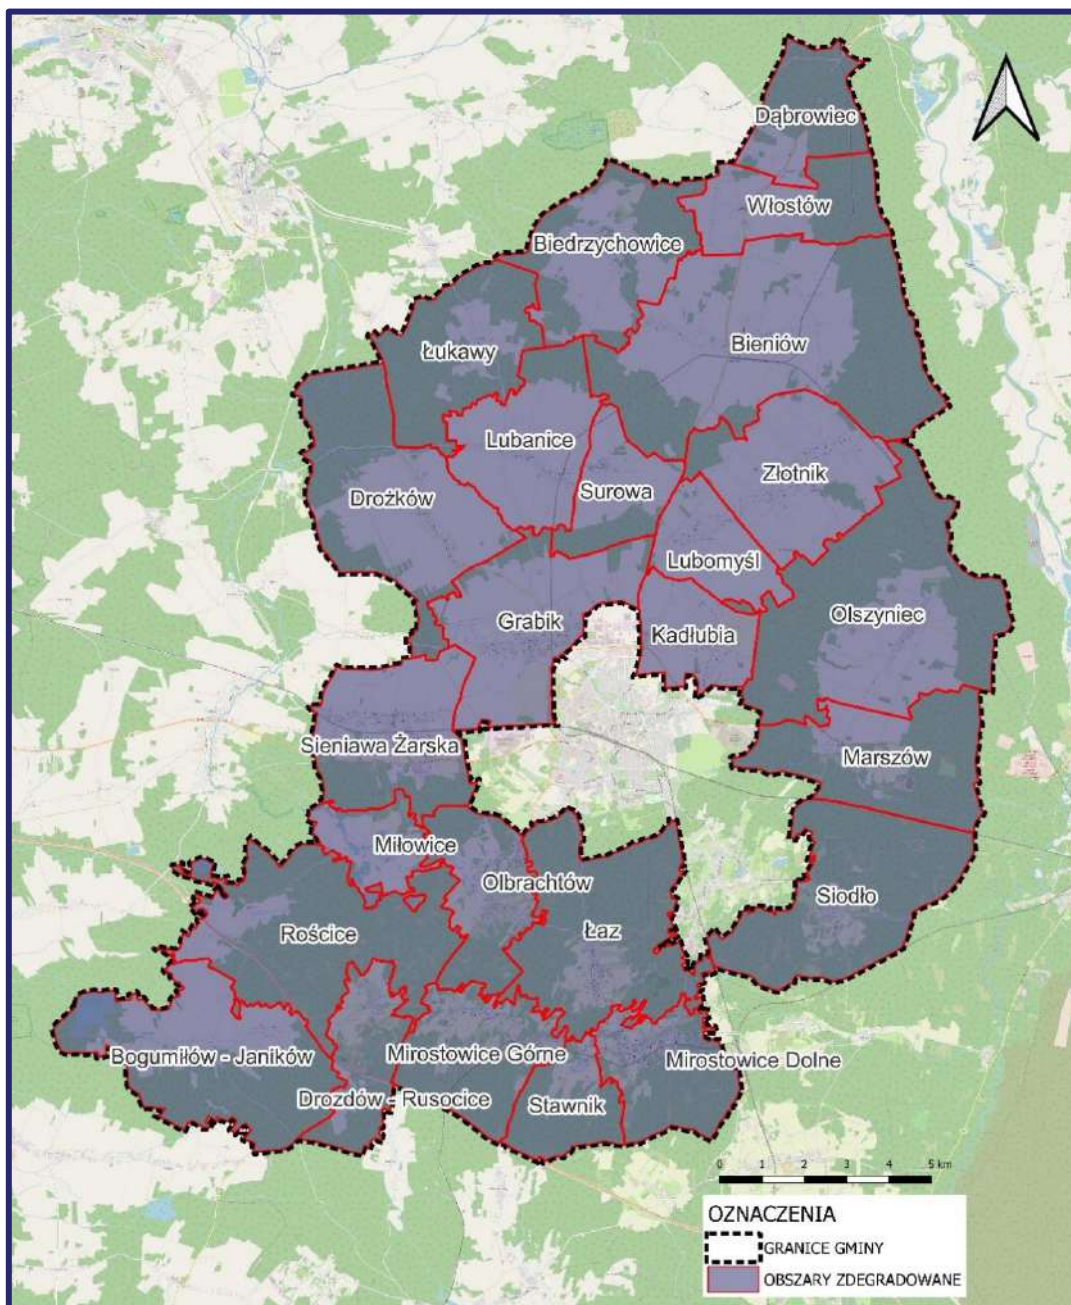 Dąbrowiec
Włostów
Biedrzychowice
Bieniów
Łukawy
Lubanice
Złotnik
Surowa
Drożków
Lubomyśl
Olszyniec
Grabik
Kadłubia
Sieniawa Żarska
Marszów
Miłowice
Olbrachtów
Siodło
Rościce
Łaz
Bogumiłów - Janików
Mirostowice Górne
Mirostowice Dolne
Drozdów - Rusocice
Stawnik
0 1 2 3 4 5 km
OZNACZENIA
GRANICE GMINY
OBSZARY ZDEGRADOWANE